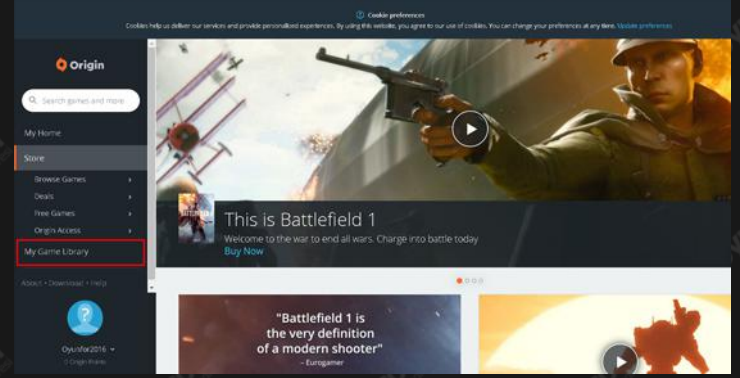 Cookie preferences
Cookies help us deliver our services and provide personalised experiences. By using this website, you agree to our use of cookies. You can change your preferences at any time. Update preferences
Origin
Search games and more
My Home
Store
Browse Games
Deals
Free Games
Origin Access
My Game Library
About • Download • Help
Oyunfor2016
0 Origin Points
This is Battlefield 1
Welcome to the war to end all wars. Charge into battle today
Buy Now
"Battlefield 1 is
the very definition
of a modern shooter"
- Eurogamer